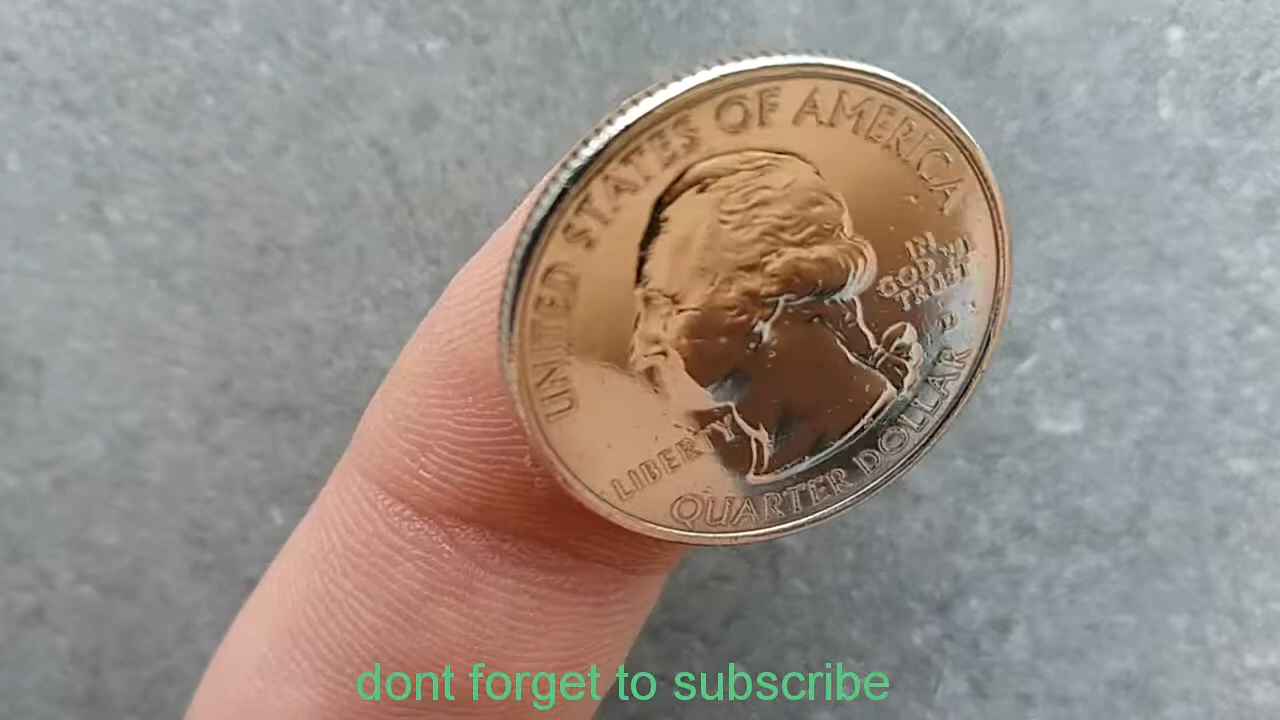 UNITED STATES OF AMERICA
IN
GOD WE
TRUST
D
LIBERTY
QUARTER DOLLAR
dont forget to subscribe